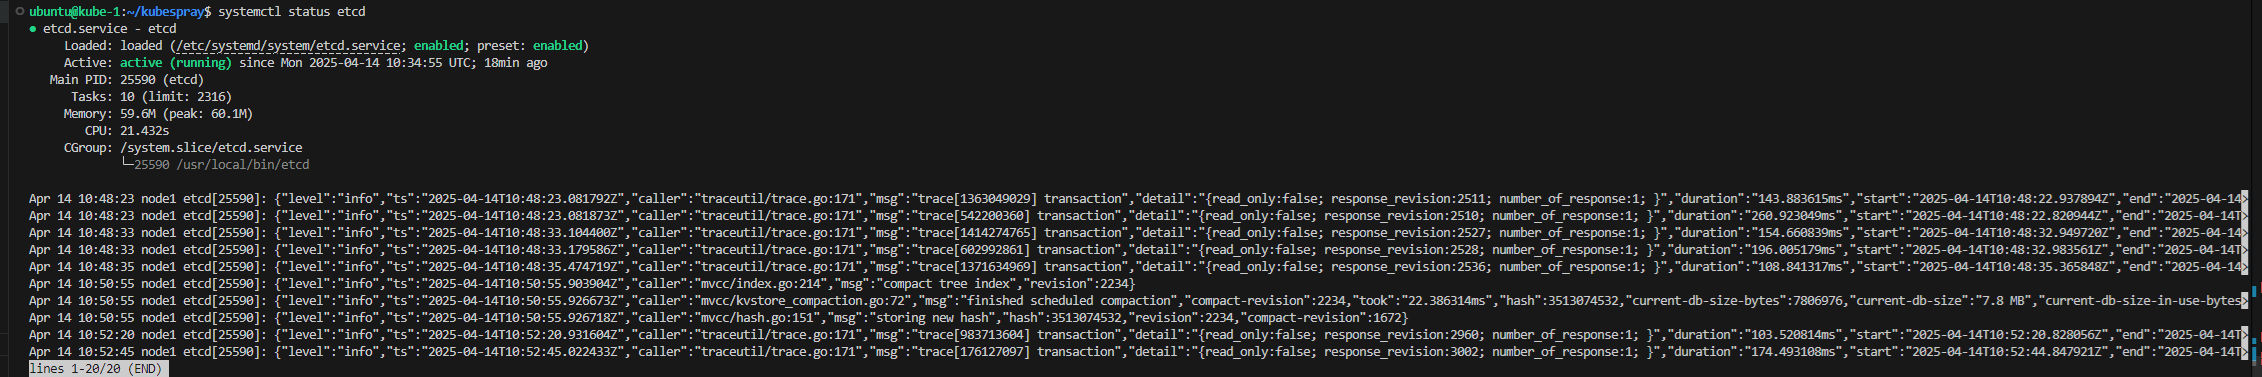 ubuntu@kube-1:~/kubespray$ systemctl status etcd
● etcd.service - etcd
Loaded: loaded (/etc/systemd/system/etcd.service; enabled; preset: enabled)
Active: active (running) since Mon 2025-04-14 10:34:55 UTC; 18min ago
Main PID: 25590 (etcd)
Tasks: 10 (limit: 2316)
Memory: 59.6M (peak: 60.1M)
CPU: 21.432s
CGroup: /system.slice/etcd.service
└─25590 /usr/local/bin/etcd
Apr 14 10:48:23 node1 etcd[25590]: {"level":"info","ts":"2025-04-14T10:48:23.081792Z","caller":"traceutil/trace.go:171","msg":"trace[1363049029] transaction","detail":"{read_only:false; response_revision:2511; number_of_response:1; }","duration":"143.883615ms","start":"2025-04-14T10:48:22.937894Z","end":"2025-04-14>
Apr 14 10:48:23 node1 etcd[25590]: {"level":"info","ts":"2025-04-14T10:48:23.081873Z","caller":"traceutil/trace.go:171","msg":"trace[542200360] transaction","detail":"{read_only:false; response_revision:2510; number_of_response:1; }","duration":"260.923049ms","start":"2025-04-14T10:48:22.820944Z","end":"2025-04-14T>
Apr 14 10:48:33 node1 etcd[25590]: {"level":"info","ts":"2025-04-14T10:48:33.104400Z","caller":"traceutil/trace.go:171","msg":"trace[1414274765] transaction","detail":"{read_only:false; response_revision:2527; number_of_response:1; }","duration":"154.660839ms","start":"2025-04-14T10:48:32.949720Z","end":"2025-04-14>
Apr 14 10:48:33 node1 etcd[25590]: {"level":"info","ts":"2025-04-14T10:48:33.179586Z","caller":"traceutil/trace.go:171","msg":"trace[602992861] transaction","detail":"{read_only:false; response_revision:2528; number_of_response:1; }","duration":"196.005179ms","start":"2025-04-14T10:48:32.983561Z","end":"2025-04-14T>
Apr 14 10:48:35 node1 etcd[25590]: {"level":"info","ts":"2025-04-14T10:48:35.474719Z","caller":"traceutil/trace.go:171","msg":"trace[1371634969] transaction","detail":"{read_only:false; response_revision:2536; number_of_response:1; }","duration":"108.841317ms","start":"2025-04-14T10:48:35.365848Z","end":"2025-04-14>
Apr 14 10:50:55 node1 etcd[25590]: {"level":"info","ts":"2025-04-14T10:50:55.903904Z","caller":"mvcc/index.go:214","msg":"compact tree index","revision":2234}
Apr 14 10:50:55 node1 etcd[25590]: {"level":"info","ts":"2025-04-14T10:50:55.926673Z","caller":"mvcc/kvstore_compaction.go:72","msg":"finished scheduled compaction","compact-revision":2234,"took":"22.386314ms","hash":3513074532,"current-db-size-bytes":7806976,"current-db-size":"7.8 MB","current-db-size-in-use-bytes>
Apr 14 10:50:55 node1 etcd[25590]: {"level":"info","ts":"2025-04-14T10:50:55.926718Z","caller":"mvcc/hash.go:151","msg":"storing new hash","hash":3513074532,"revision":2234,"compact-revision":1672}
Apr 14 10:52:20 node1 etcd[25590]: {"level":"info","ts":"2025-04-14T10:52:20.931604Z","caller":"traceutil/trace.go:171","msg":"trace[983713604] transaction","detail":"{read_only:false; response_revision:2960; number_of_response:1; }","duration":"103.520814ms","start":"2025-04-14T10:52:20.828056Z","end":"2025-04-14T>
Apr 14 10:52:45 node1 etcd[25590]: {"level":"info","ts":"2025-04-14T10:52:45.022433Z","caller":"traceutil/trace.go:171","msg":"trace[176127097] transaction","detail":"{read_only:false; response_revision:3002; number_of_response:1; }","duration":"174.493108ms","start":"2025-04-14T10:52:44.847921Z","end":"2025-04-14T>
lines 1-20/20 (END)